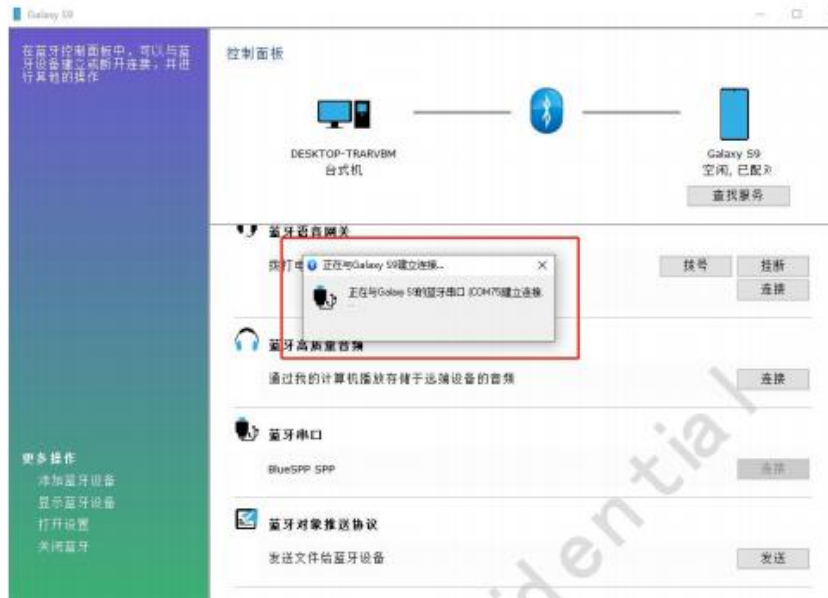 Galaxy S9
在蓝牙控制面板中，可以与蓝
牙设备建立或断开连接，并进
行其他的操作
控制面板
DESKTOP-TRARVBM
台式机
Galaxy S9
空闲，已配对
查找服务
蓝牙语音网关
拨打电
拨号
挂断
连接
正在与Galaxy S9建立连接...
正在与Galaxy S9的蓝牙串口 (COM75建立连接
蓝牙高质量音频
通过我的计算机播放存储于远端设备的音频
连接
蓝牙串口
BlueSPP SPP
连接
蓝牙对象推送协议
发送文件给蓝牙设备
发送
更多操作
添加蓝牙设备
显示蓝牙设备
打开设置
关闭蓝牙
idential